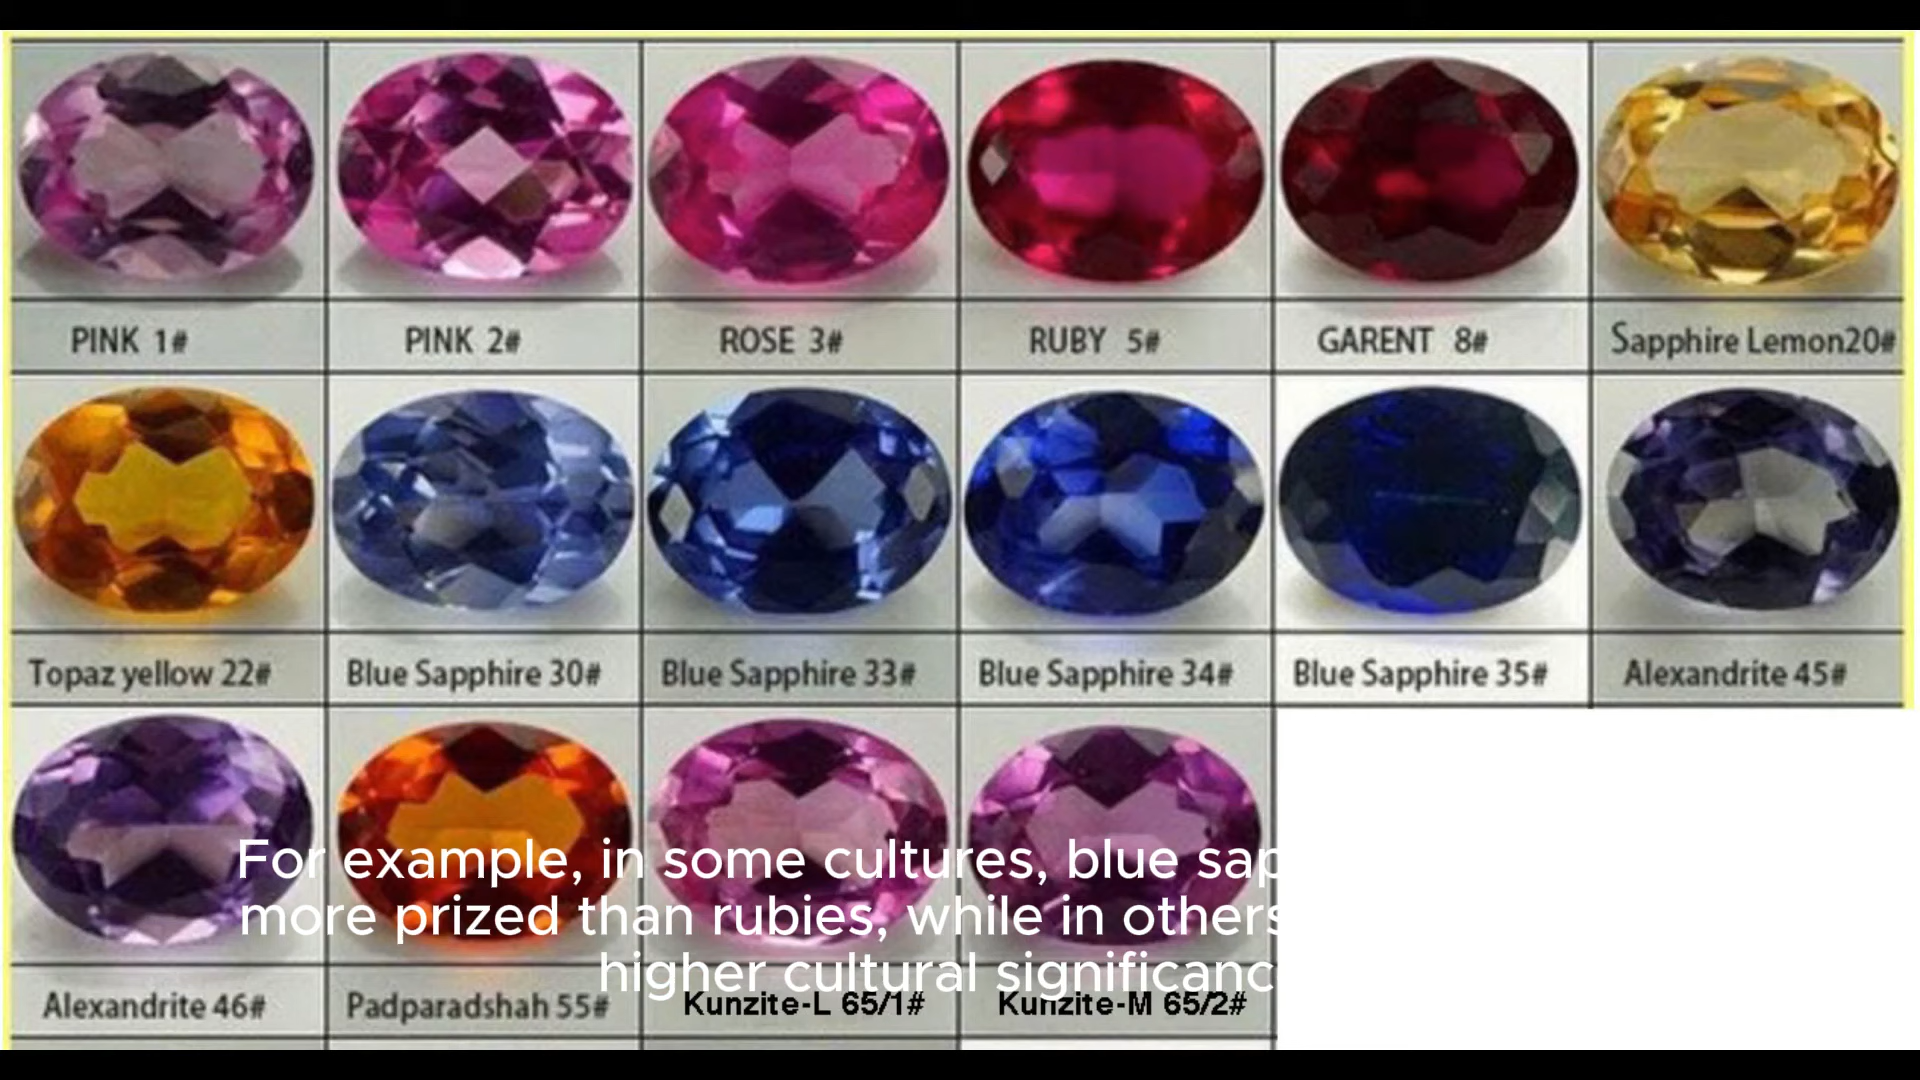 PINK 1# PINK 2# ROSE 3# RUBY 5# GARENT 8# Sapphire Lemon20#
Topaz yellow 22# Blue Sapphire 30# Blue Sapphire 33# Blue Sapphire 34# Blue Sapphire 35# Alexandrite 45#
For example, in some cultures, blue
more prized than rubies, while in others
higher cultural
Alexandrite 46# Padparadshah 55# Kunzite-L 65/1# Kunzite-M 65/2#